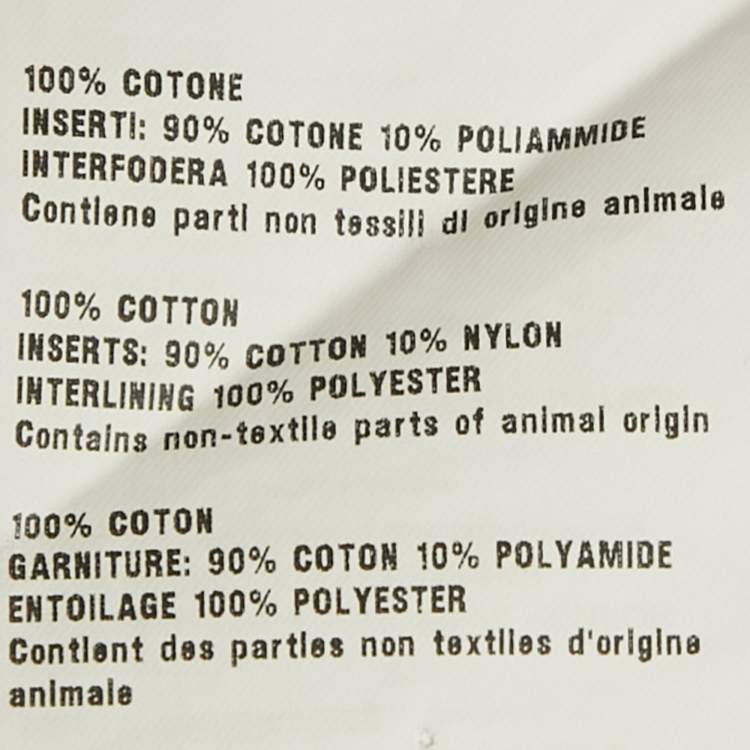 100% COTONE
INSERTI: 90% COTONE 10% POLIAMMIDE
INTERFODERA 100% POLIESTERE
Contiene parti non tessili di origine animale
100% COTTON
INSERTS: 90% COTTON 10% NYLON
INTERLINING 100% POLYESTER
Contains non-textile parts of animal origin
100% COTON
GARNITURE: 90% COTON 10% POLYAMIDE
ENTOILAGE 100% POLYESTER
Contient des parties non textiles d'origine
animale